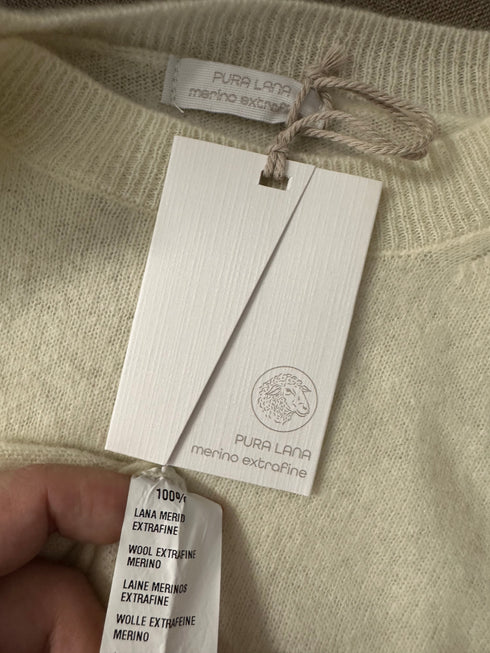 PURA LANA
merino extrafine
PURA LANA
merino extrafine
100%
LANA MERINO
EXTRAFINE
WOOL EXTRAFINE
MERINO
LAINE MERINOS
EXTRAFINE
WOLLE EXTRAFEINE
MERINO